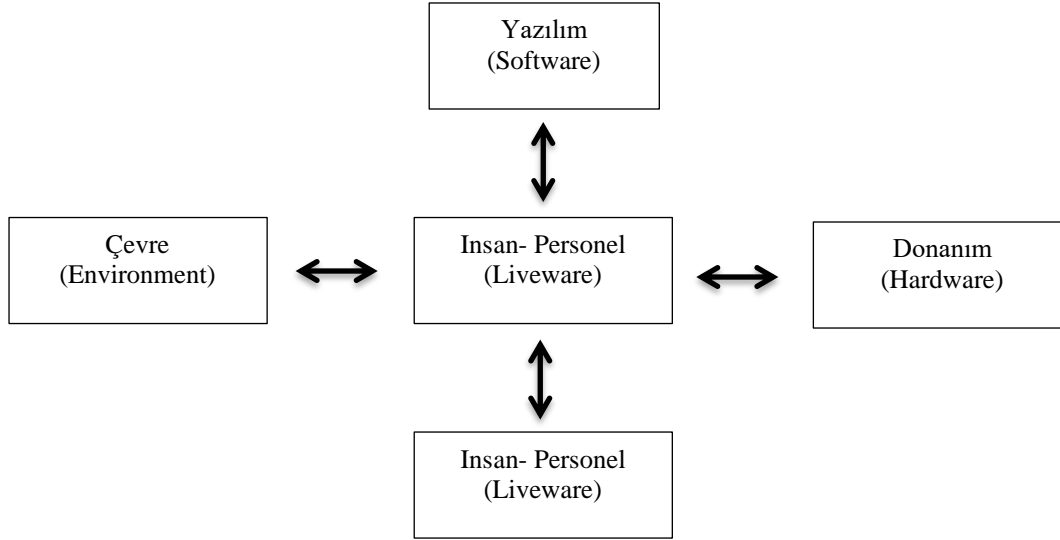 Yazılım
(Software)
Çevre
(Environment)
Insan- Personel
(Liveware)
Donanım
(Hardware)
Insan- Personel
(Liveware)